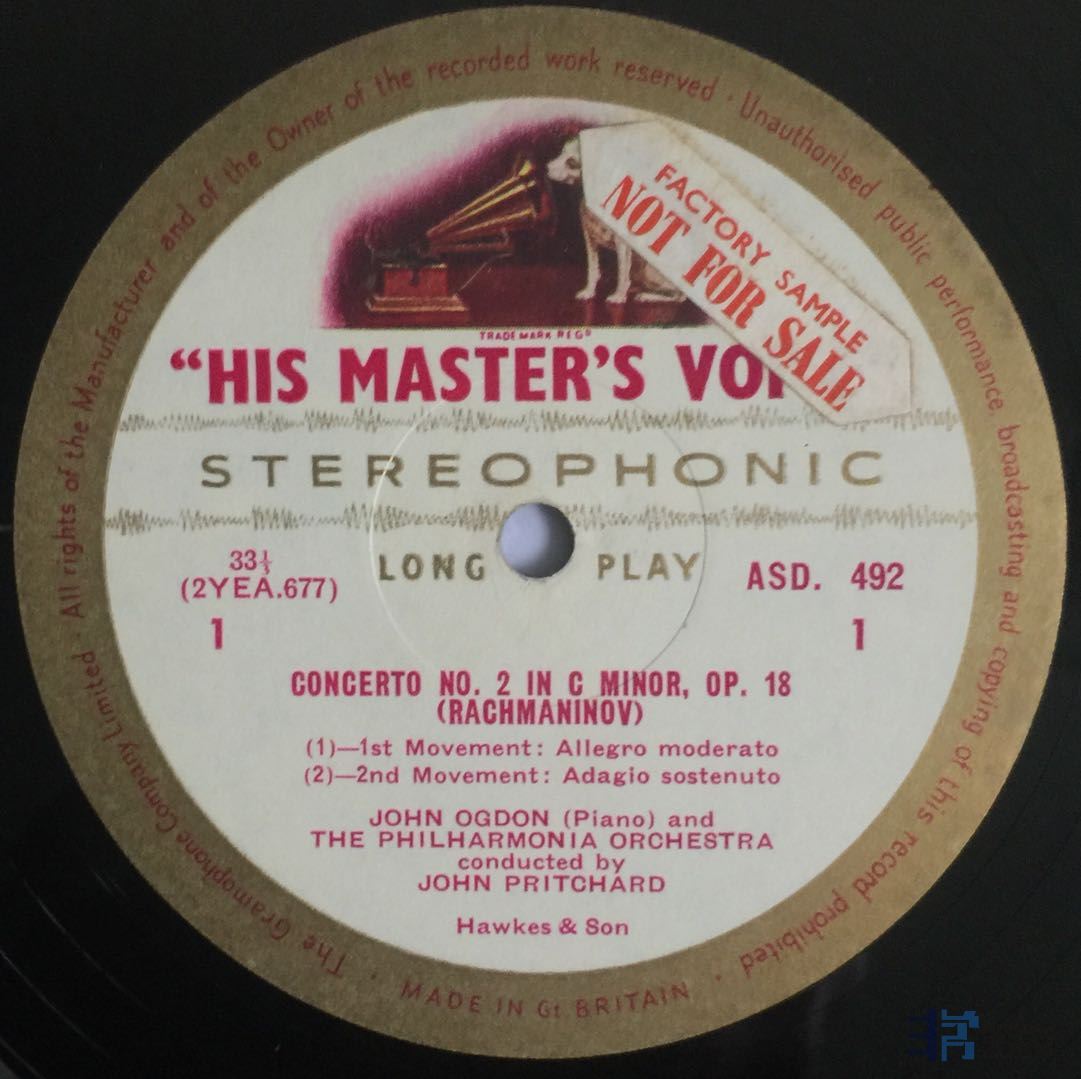 The Gramophone Company Limited · All rights of the Manufacturer and of the Owner of the recorded work reserved · Unauthorised public performance broadcasting and copying of this record prohibited ·
FACTORY SAMPLE
NOT FOR SALE
TRADE MARK REGD
“HIS MASTER’S VOI
STEREOPHONIC
LONG PLAY
33⅓
(2YEA.677)
1
ASD. 492
1
CONCERTO NO. 2 IN C MINOR, OP. 18
(RACHMANINOV)
(1)—1st Movement: Allegro moderato
(2)—2nd Movement: Adagio sostenuto
JOHN OGDON (Piano) and
THE PHILHARMONIA ORCHESTRA
conducted by
JOHN PRITCHARD
Hawkes & Son
MADE IN Gt. BRITAIN